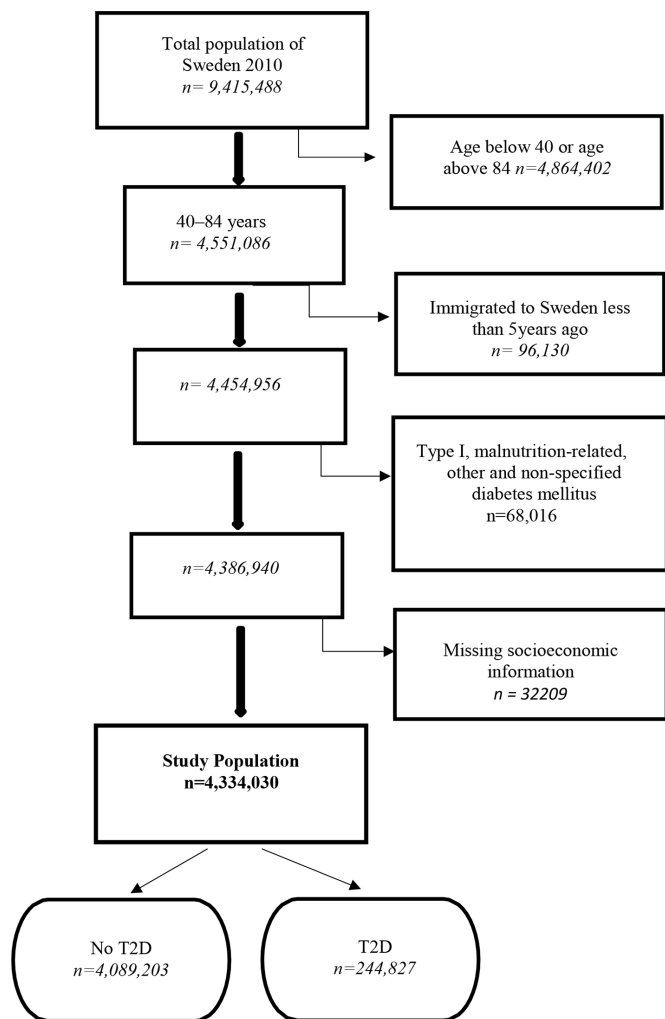 Total population of
Sweden 2010
n= 9,415,488
Age below 40 or age
above 84 n=4,864,402
40–84 years
n= 4,551,086
Immigrated to Sweden less
than 5years ago
n= 96,130
n= 4,454,956
Type I, malnutrition-related,
other and non-specified
diabetes mellitus
n=68,016
n=4,386,940
Missing socioeconomic
information
n = 32209
Study Population
n=4,334,030
No T2D
n=4,089,203
T2D
n=244,827